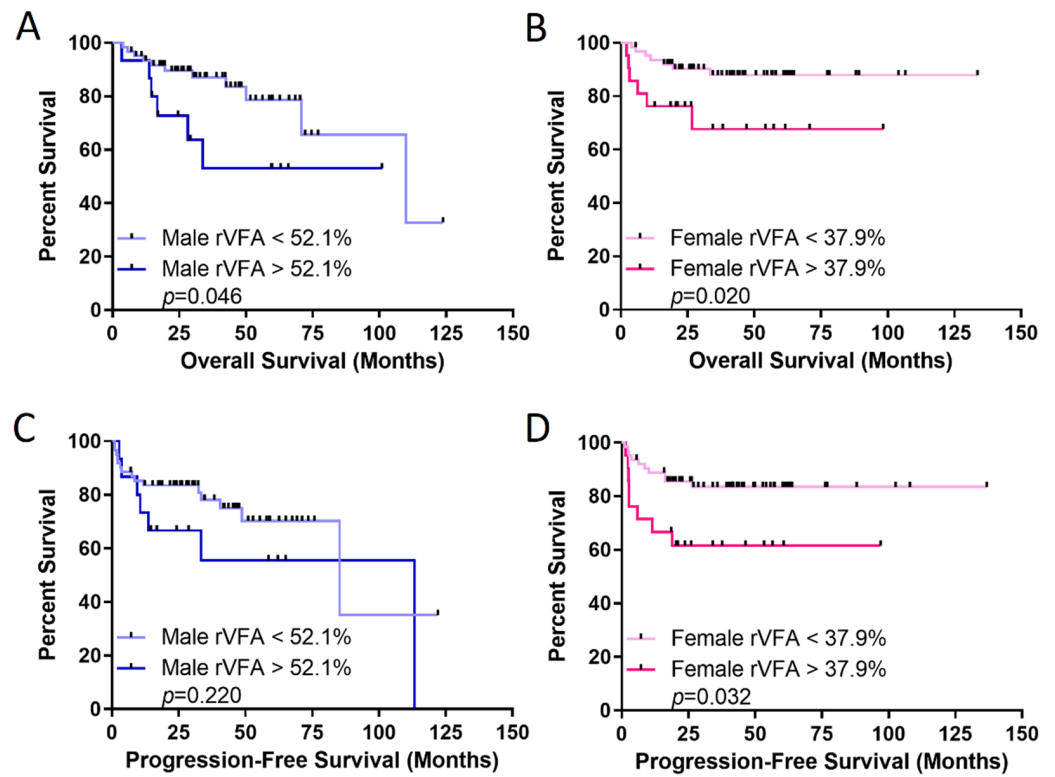 A
100
80
60
40
20
0
Percent Survival
Male rVFA < 52.1%
Male rVFA > 52.1%
p=0.046
0 25 50 75 100 125 150
Overall Survival (Months)
B
100
80
60
40
20
0
Percent Survival
Female rVFA < 37.9%
Female rVFA > 37.9%
p=0.020
0 25 50 75 100 125 150
Overall Survival (Months)
C
100
80
60
40
20
0
Percent Survival
Male rVFA < 52.1%
Male rVFA > 52.1%
p=0.220
0 25 50 75 100 125 150
Progression-Free Survival (Months)
D
100
80
60
40
20
0
Percent Survival
Female rVFA < 37.9%
Female rVFA > 37.9%
p=0.032
0 25 50 75 100 125 150
Progression-Free Survival (Months)